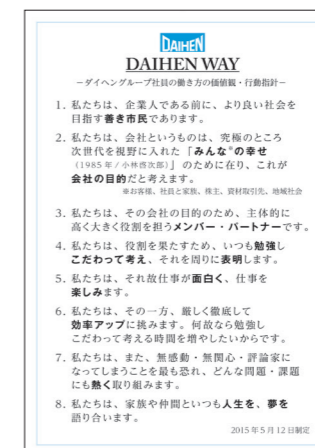 DAIHEN
DAIHEN WAY
－ダイヘングループ社員の働き方の価値観・行動指針－
1. 私たちは、企業人である前に、より良い社会を
目指す善き市民であります。
2. 私たちは、会社というものは、究極のところ
次世代を視野に入れた「みんな※の幸せ
（1985 年 / 小林啓次郎）」のために在り、これが
会社の目的だと考えます。
※お客様、社員と家族、株主、資材取引先、地域社会
3. 私たちは、その会社の目的のため、主体的に
高く大きく役割を担うメンバー・パートナーです。
4. 私たちは、役割を果たすため、いつも勉強し
こだわって考え、それを周りに表明します。
5. 私たちは、それ故仕事が面白く、仕事を
楽しみます。
6. 私たちは、その一方、厳しく徹底して
効率アップに挑みます。何故なら勉強し
こだわって考える時間を増やしたいからです。
7. 私たちは、また、無感動・無関心・評論家に
なってしまうことを最も恐れ、どんな問題・課題
にも熱く取り組みます。
8. 私たちは、家族や仲間といつも人生を、夢を
語り合います。
2015 年 5 月 12 日制定